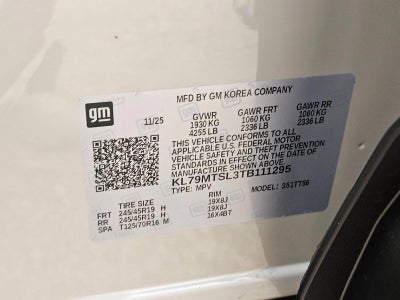 MFD BY GM KOREA COMPANY
gm
11/25
GVWR GAWR FRT GAWR RR
1930 KG 1060 KG 1060 KG
4255 LB 2336 LB 2336 LB
THIS VEHICLE CONFORMS TO ALL
APPLICABLE U.S. FEDERAL MOTOR
VEHICLE SAFETY AND THEFT PREVENTION
STANDARDS IN EFFECT ON THE DATE OF
MANUFACTURE SHOWN ABOVE.
KL79MTSL3TB111295
TYPE: MPV MODEL: 351TT56
TIRE SIZE RIM
FRT 245/45R19 H 19X8J
RR 245/45R19 H 19X8J
SPA T125/70R16 M 16X4BT